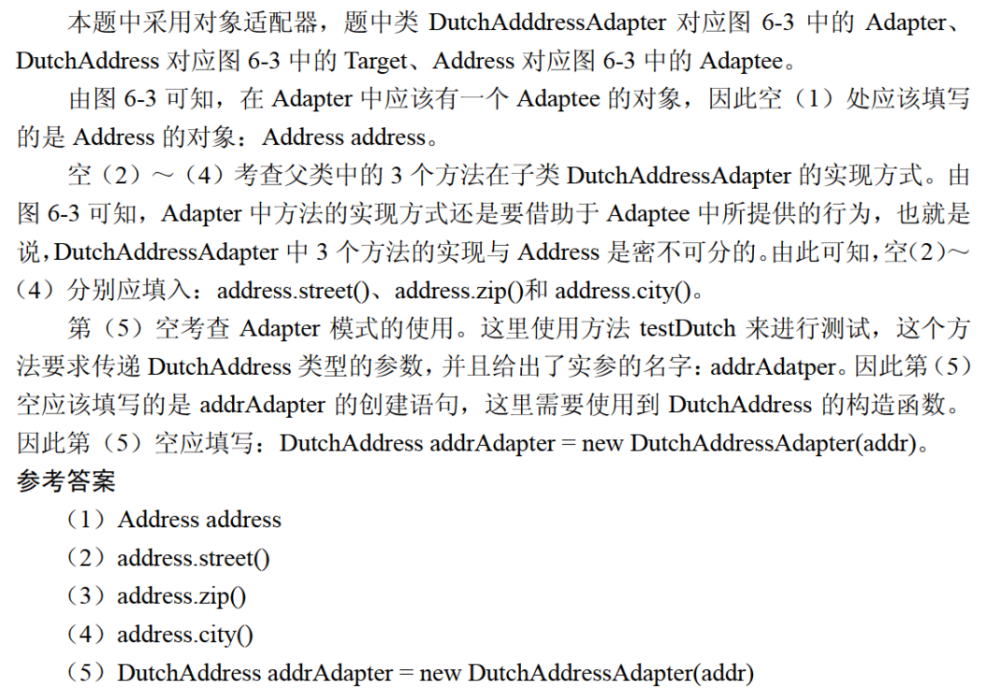 本题中采用对象适配器，题中类 DutchAdddressAdapter 对应图 6-3 中的 Adapter、
DutchAddress 对应图 6-3 中的 Target、Address 对应图 6-3 中的 Adaptee。
由图 6-3 可知，在 Adapter 中应该有一个 Adaptee 的对象，因此空（1）处应该填写
的是 Address 的对象：Address address。
空（2）～（4）考查父类中的 3 个方法在子类 DutchAddressAdapter 的实现方式。由
图 6-3 可知，Adapter 中方法的实现方式还是要借助于 Adaptee 中所提供的行为，也就是
说，DutchAddressAdapter 中 3 个方法的实现与 Address 是密不可分的。由此可知，空（2）～
（4）分别应填入：address.street()、address.zip()和 address.city()。
第（5）空考查 Adapter 模式的使用。这里使用方法 testDutch 来进行测试，这个方
法要求传递 DutchAddress 类型的参数，并且给出了实参的名字：addrAdatper。因此第（5）
空应该填写的是 addrAdapter 的创建语句，这里需要使用到 DutchAddress 的构造函数。
因此第（5）空应填写：DutchAddress addrAdapter = new DutchAddressAdapter(addr)。
参考答案
（1）Address address
（2）address.street()
（3）address.zip()
（4）address.city()
（5）DutchAddress addrAdapter = new DutchAddressAdapter(addr)